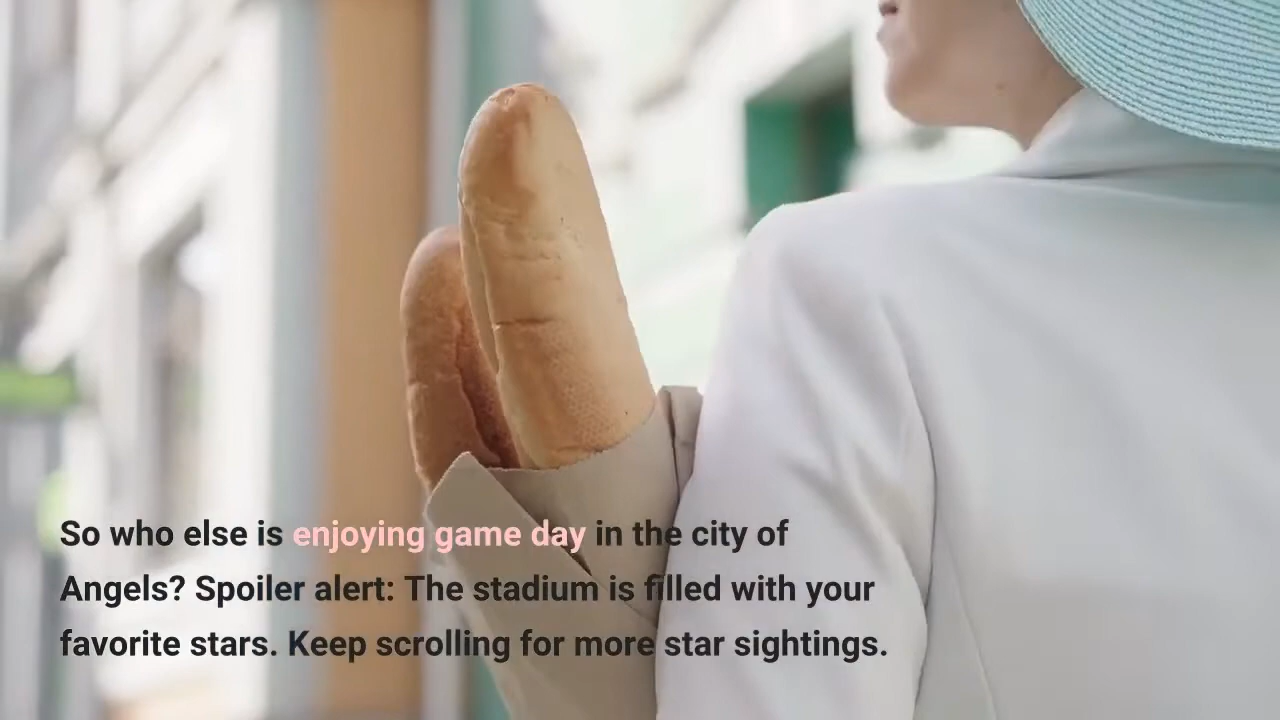 So who else is enjoying game day in the city of
Angels? Spoiler alert: The stadium is filled with your
favorite stars. Keep scrolling for more star sightings.